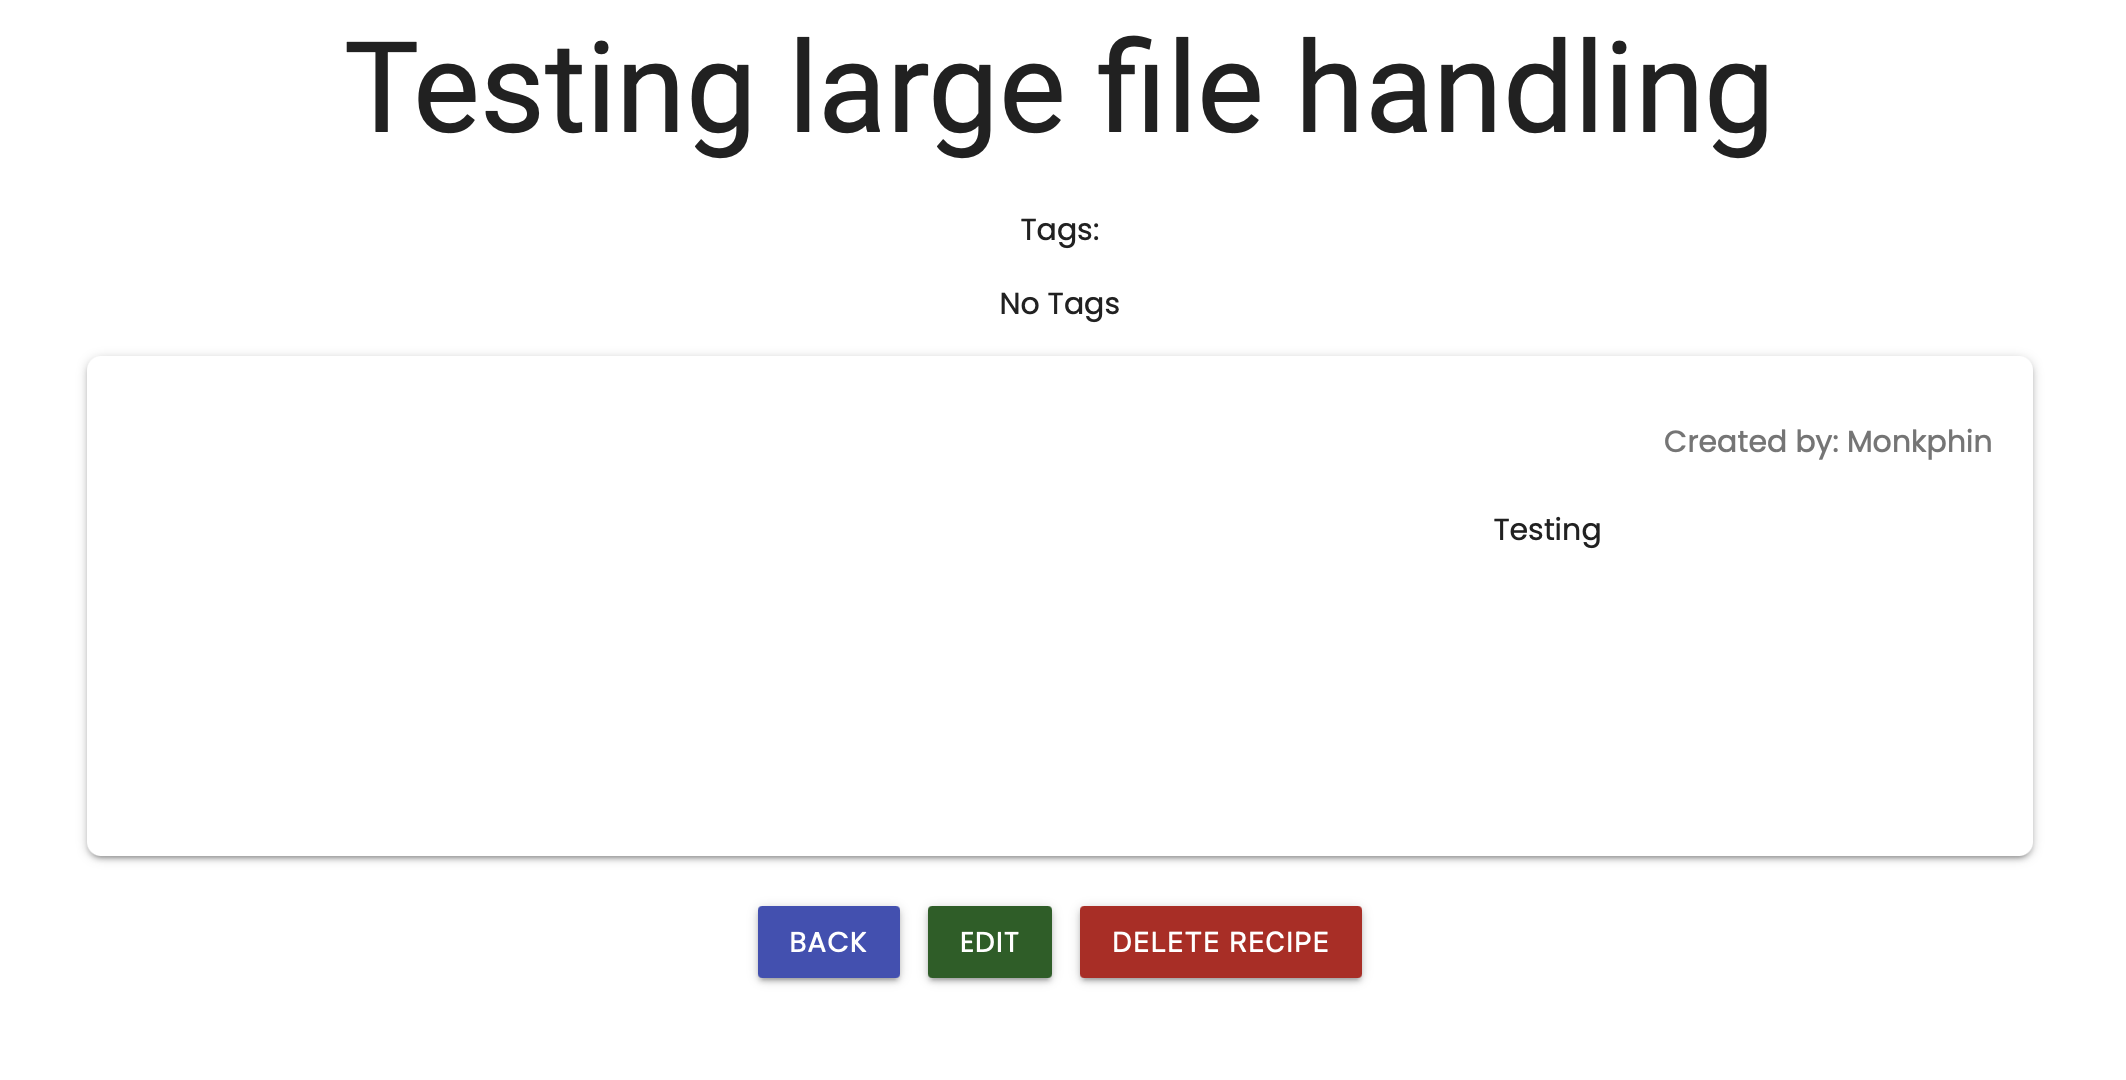 Testing large file handling
Tags:
No Tags
Created by: Monkphin
Testing
BACK EDIT DELETE RECIPE